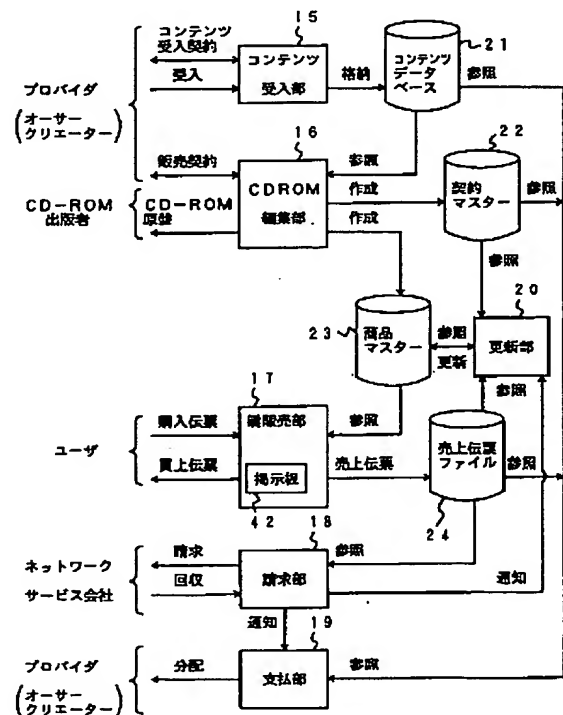 コンテンツ
受入契約
受入
プロバイダ
(オーサー
クリエーター)
15
コンテンツ
受入部
格納
コンテンツ
データ
ベース
21
参照
販売契約
16
CDROM
編集部
参照
作成
作成
22
契約
マスター
参照
CD-ROM
出版者
CD-ROM
原盤
参照
20
更新部
23
商品
マスター
参照
更新
参照
17
鍵販売部
掲示板
42
参照
ユーザ
購入伝票
買上伝票
売上伝票
売上伝票
ファイル
24
参照
18
請求部
参照
通知
ネットワーク
サービス会社
請求
回収
通知
19
支払部
参照
プロバイダ
(オーサー
クリエーター)
分配